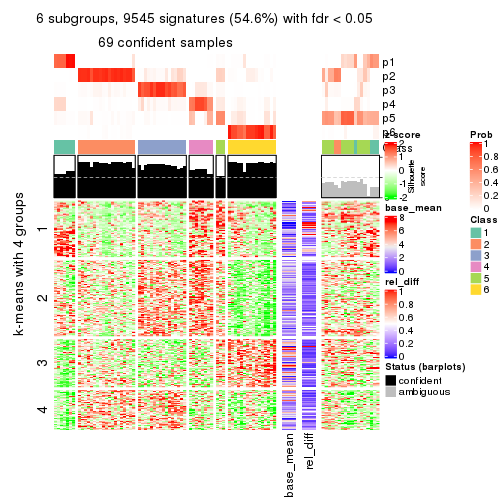 6 subgroups, 9545 signatures (54.6%) with fdr < 0.05
69 confident samples
p1
p2
p3
p4
p5
p6
Class
Silhouette
score
k-means with 4 groups
1
2
3
4
base_mean
rel_diff
z-score
2
1
0
-1
-2
base_mean
8
6
4
2
0
rel_diff
1
0.8
0.6
0.4
0.2
0
Status (barplots)
confident
ambiguous
Prob
1
0.8
0.6
0.4
0.2
0
Class
1
2
3
4
5
6